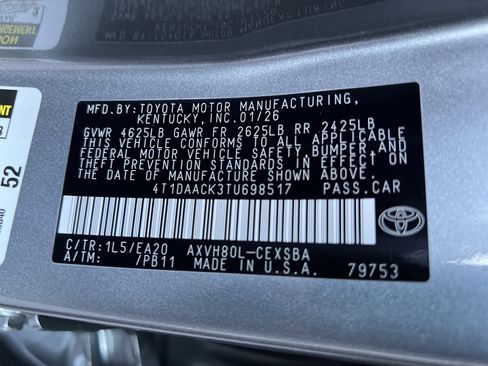 MFD.BY: TOYOTA MOTOR MANUFACTURING,
KENTUCKY, INC. 01/26
GVWR 4625LB GAWR FR 2625LB RR 2425LB
THIS VEHICLE CONFORMS TO ALL APPLICABLE
FEDERAL MOTOR VEHICLE SAFETY, BUMPER AND
THEFT PREVENTION STANDARDS IN EFFECT ON
THE DATE OF MANUFACTURE SHOWN ABOVE.
4T1DAACK3TU698517 PASS.CAR
C/TR: 1L5/EA20 AXVH80L-CEXSBA
A/TM: /PB11 MADE IN U.S.A. 79753
TOYOTA
52